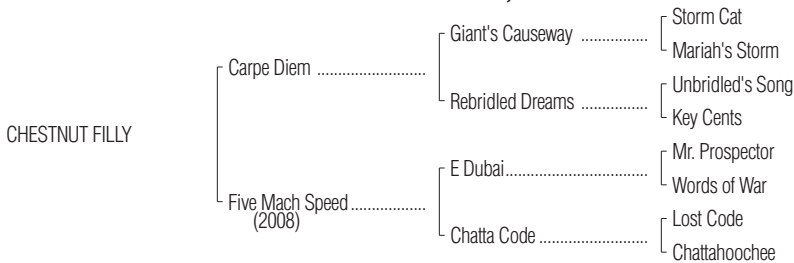 Storm Cat
Giant's Causeway ................
Mariah's Storm
Carpe Diem ..........................
Unbridled's Song
Rebridled Dreams ................
Key Cents
CHESTNUT FILLY
Mr. Prospector
E Dubai..................................
Words of War
Five Mach Speed ..................
(2008)
Lost Code
Chatta Code ..........................
Chattahoochee